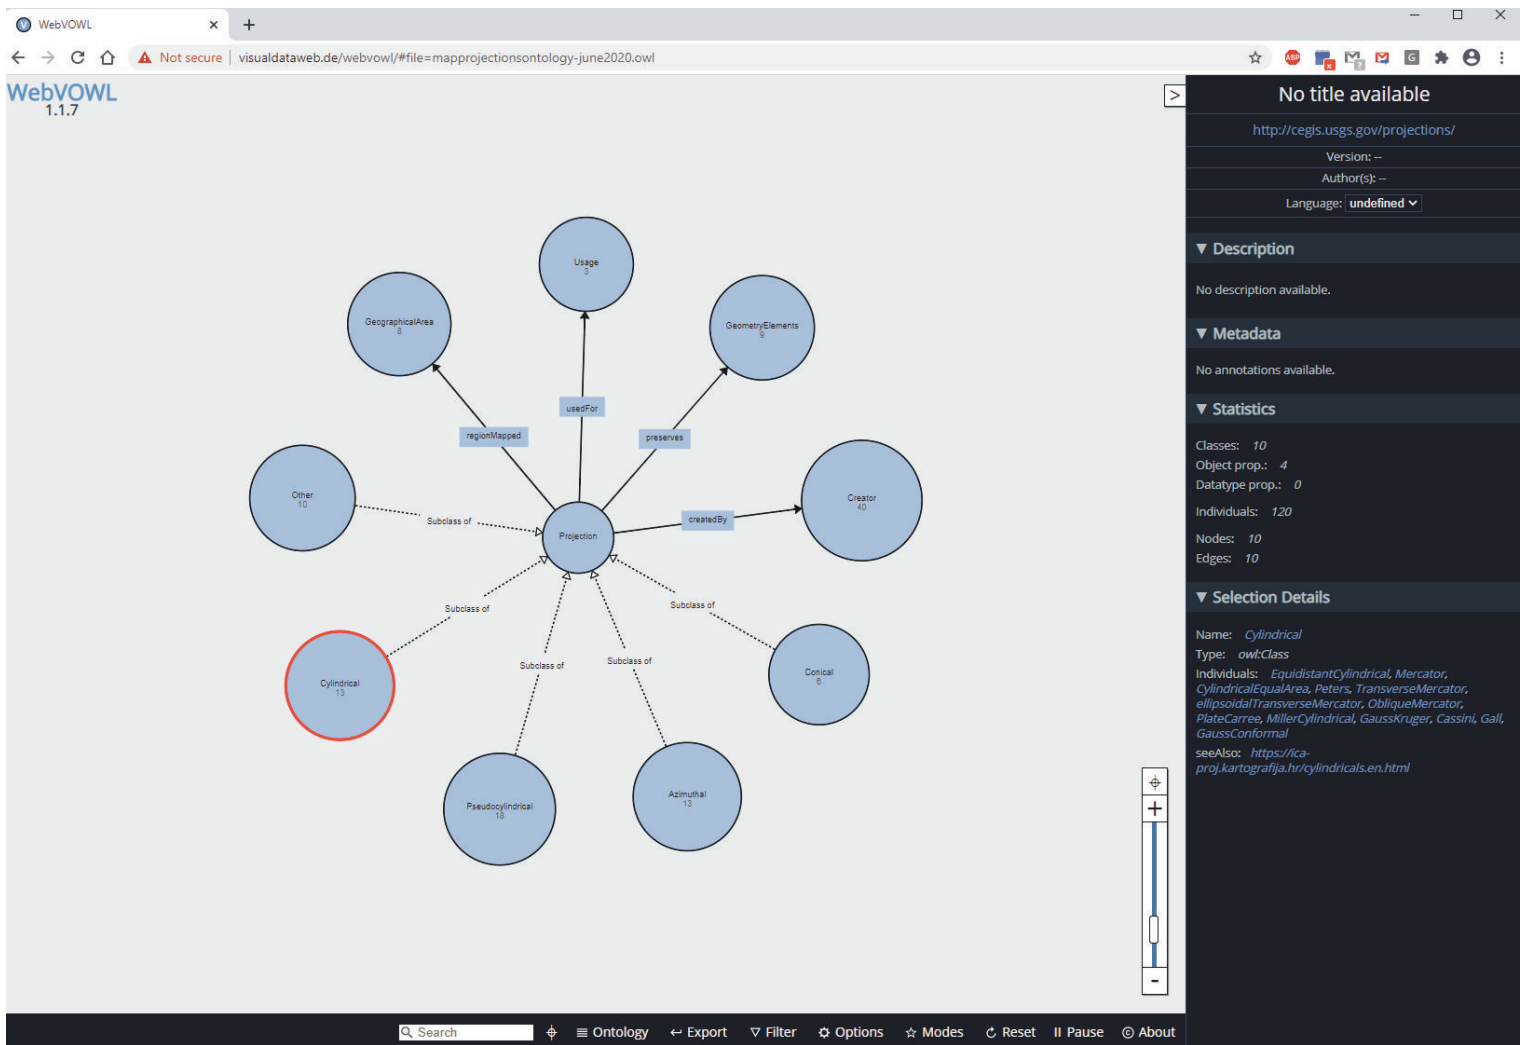 WebVOWL
Not secure | visualdataweb.de/webvowl/#file=mapprojectionsontology-june2020.owl
ABP
?
G
WebVOWL
1.1.7
>
Usage
3
GeographicalArea
8
GeometryElements
9
usedFor
regionMapped
preserves
Other
10
Creator
40
createdBy
Subclass of
Projection
Subclass of
Subclass of
Subclass of
Subclass of
Cylindrical
13
Conical
6
Pseudocylindrical
18
Azimuthal
13
+
-
No title available
http://cegis.usgs.gov/projections/
Version: --
Author(s): --
Language: undefined
▼ Description
No description available.
▼ Metadata
No annotations available.
▼ Statistics
Classes: 10
Object prop.: 4
Datatype prop.: 0
Individuals: 120
Nodes: 10
Edges: 10
▼ Selection Details
Name: Cylindrical
Type: owl:Class
Individuals: EquidistantCylindrical, Mercator,
CylindricalEqualArea, Peters, TransverseMercator,
ellipsoidalTransverseMercator, ObliqueMercator,
PlateCarree, MillerCylindrical, GaussKruger, Cassini, Gall,
GaussConformal
seeAlso: https://ica-
proj.kartografija.hr/cylindricals.en.html
Search
Ontology
Export
Filter
Options
Modes
Reset
Pause
© About